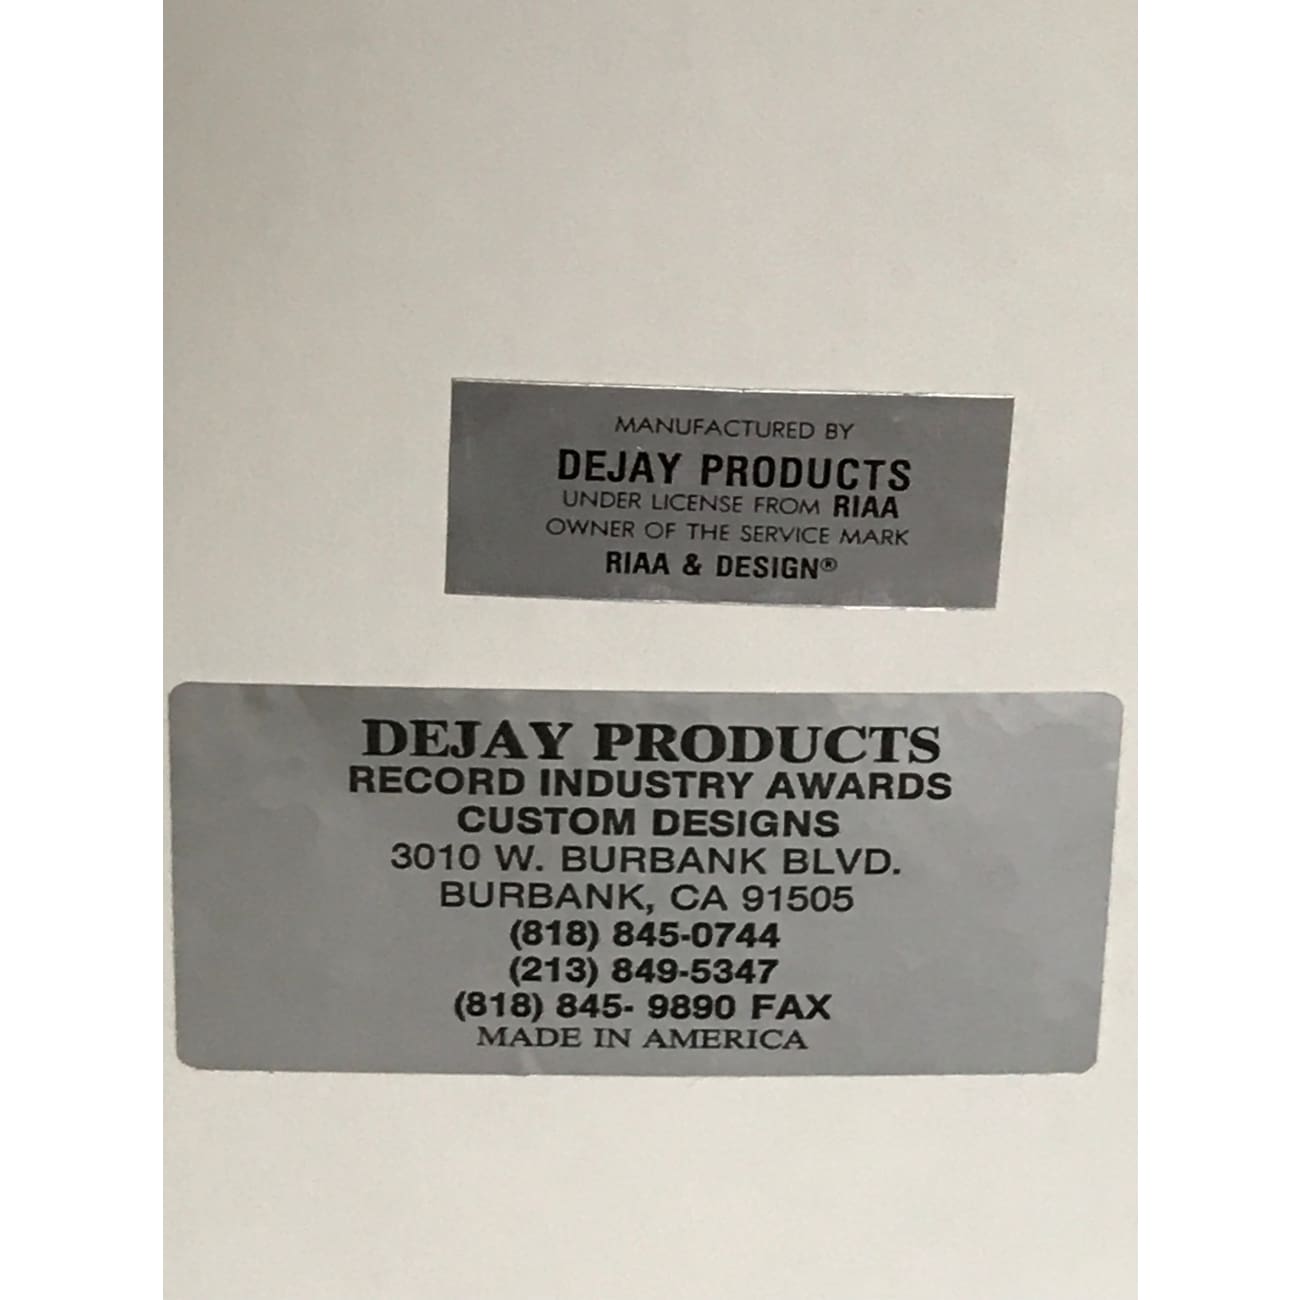 MANUFACTURED BY
DEJAY PRODUCTS
UNDER LICENSE FROM RIAA
OWNER OF THE SERVICE MARK
RIAA & DESIGN®
DEJAY PRODUCTS
RECORD INDUSTRY AWARDS
CUSTOM DESIGNS
3010 W. BURBANK BLVD.
BURBANK, CA 91505
(818) 845-0744
(213) 849-5347
(818) 845- 9890 FAX
MADE IN AMERICA